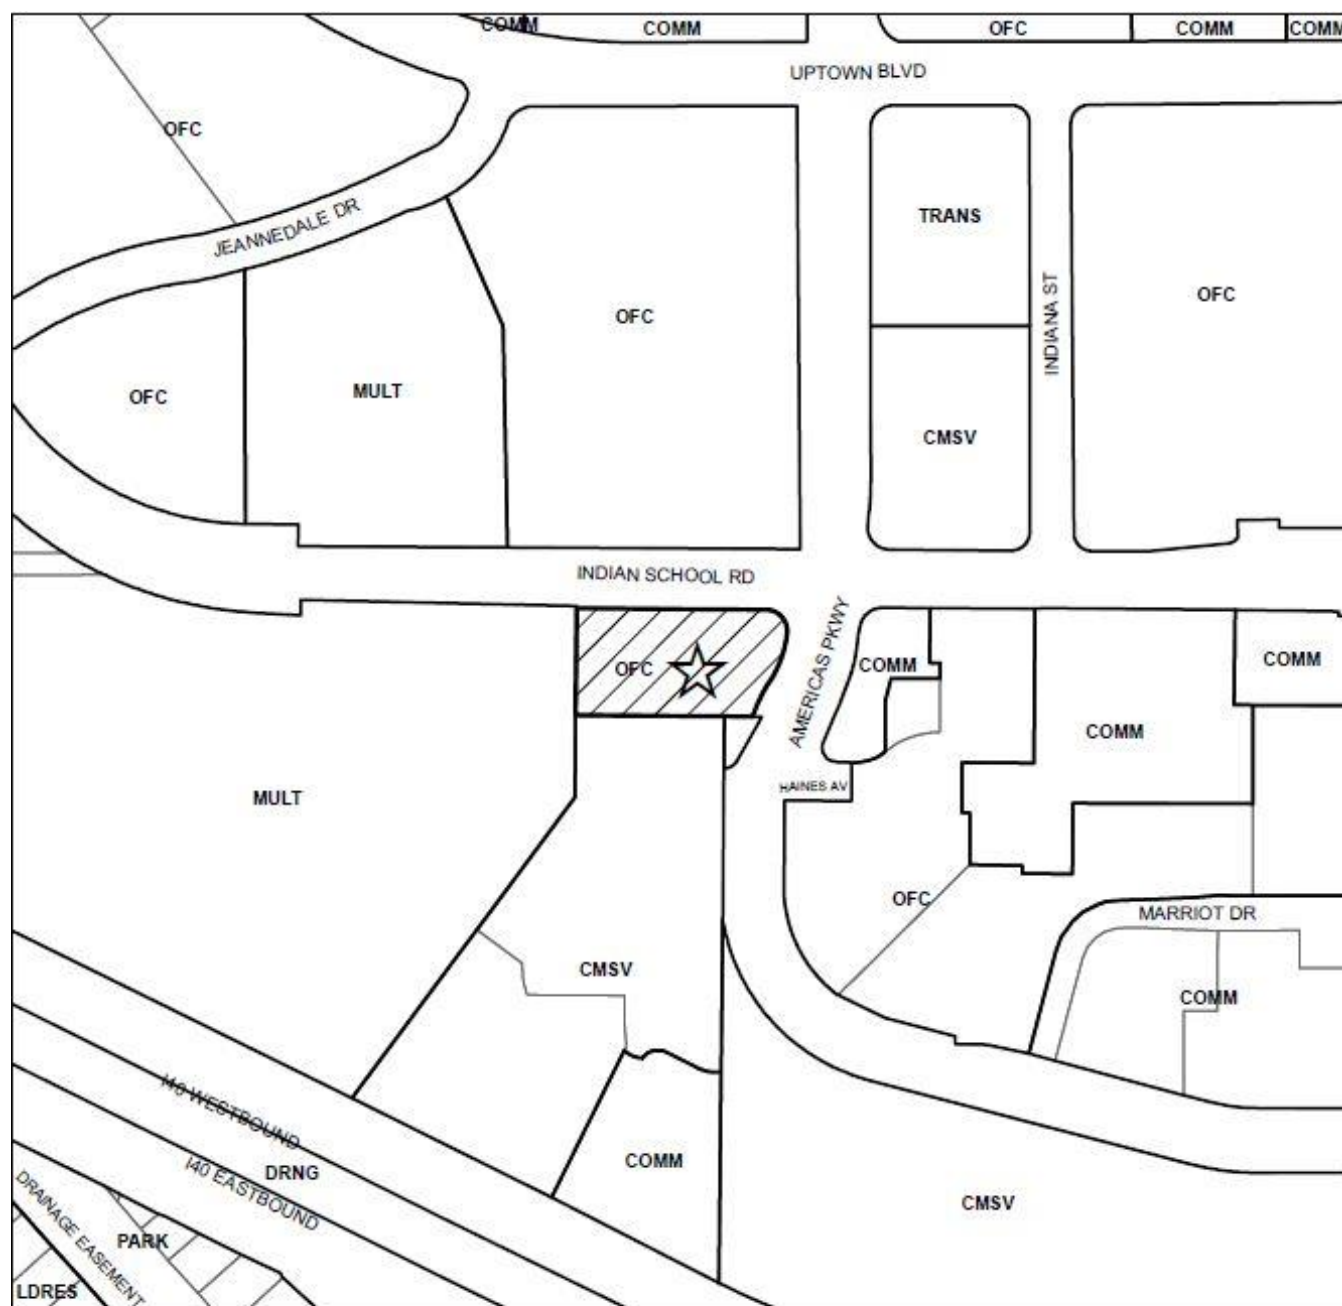 COMM
COMM
OFC
COMM
COMM
UPTOWN BLVD
OFC
TRANS
JEANNEDALE DR
OFC
OFC
INDIANA ST
MULT
OFC
CMSV
INDIAN SCHOOL RD
OFC
AMERICAS PKWY
COMM
COMM
COMM
HAINES AV
MULT
OFC
MARRIOT DR
CMSV
COMM
I40 WESTBOUND
DRNG
I40 EASTBOUND
COMM
CMSV
DRAINAGE EASEMENT
PARK
LDRES